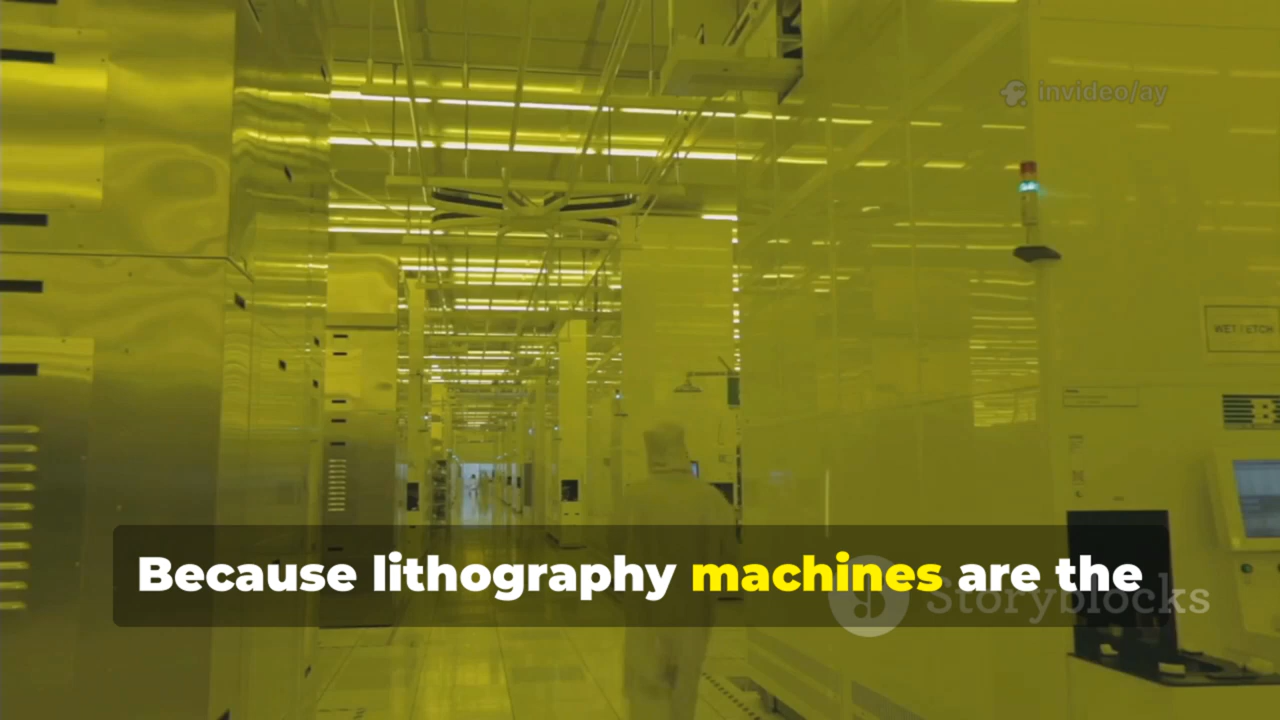 invideo/ay
WET ETCH
Because lithography machines are the
Storyblocks